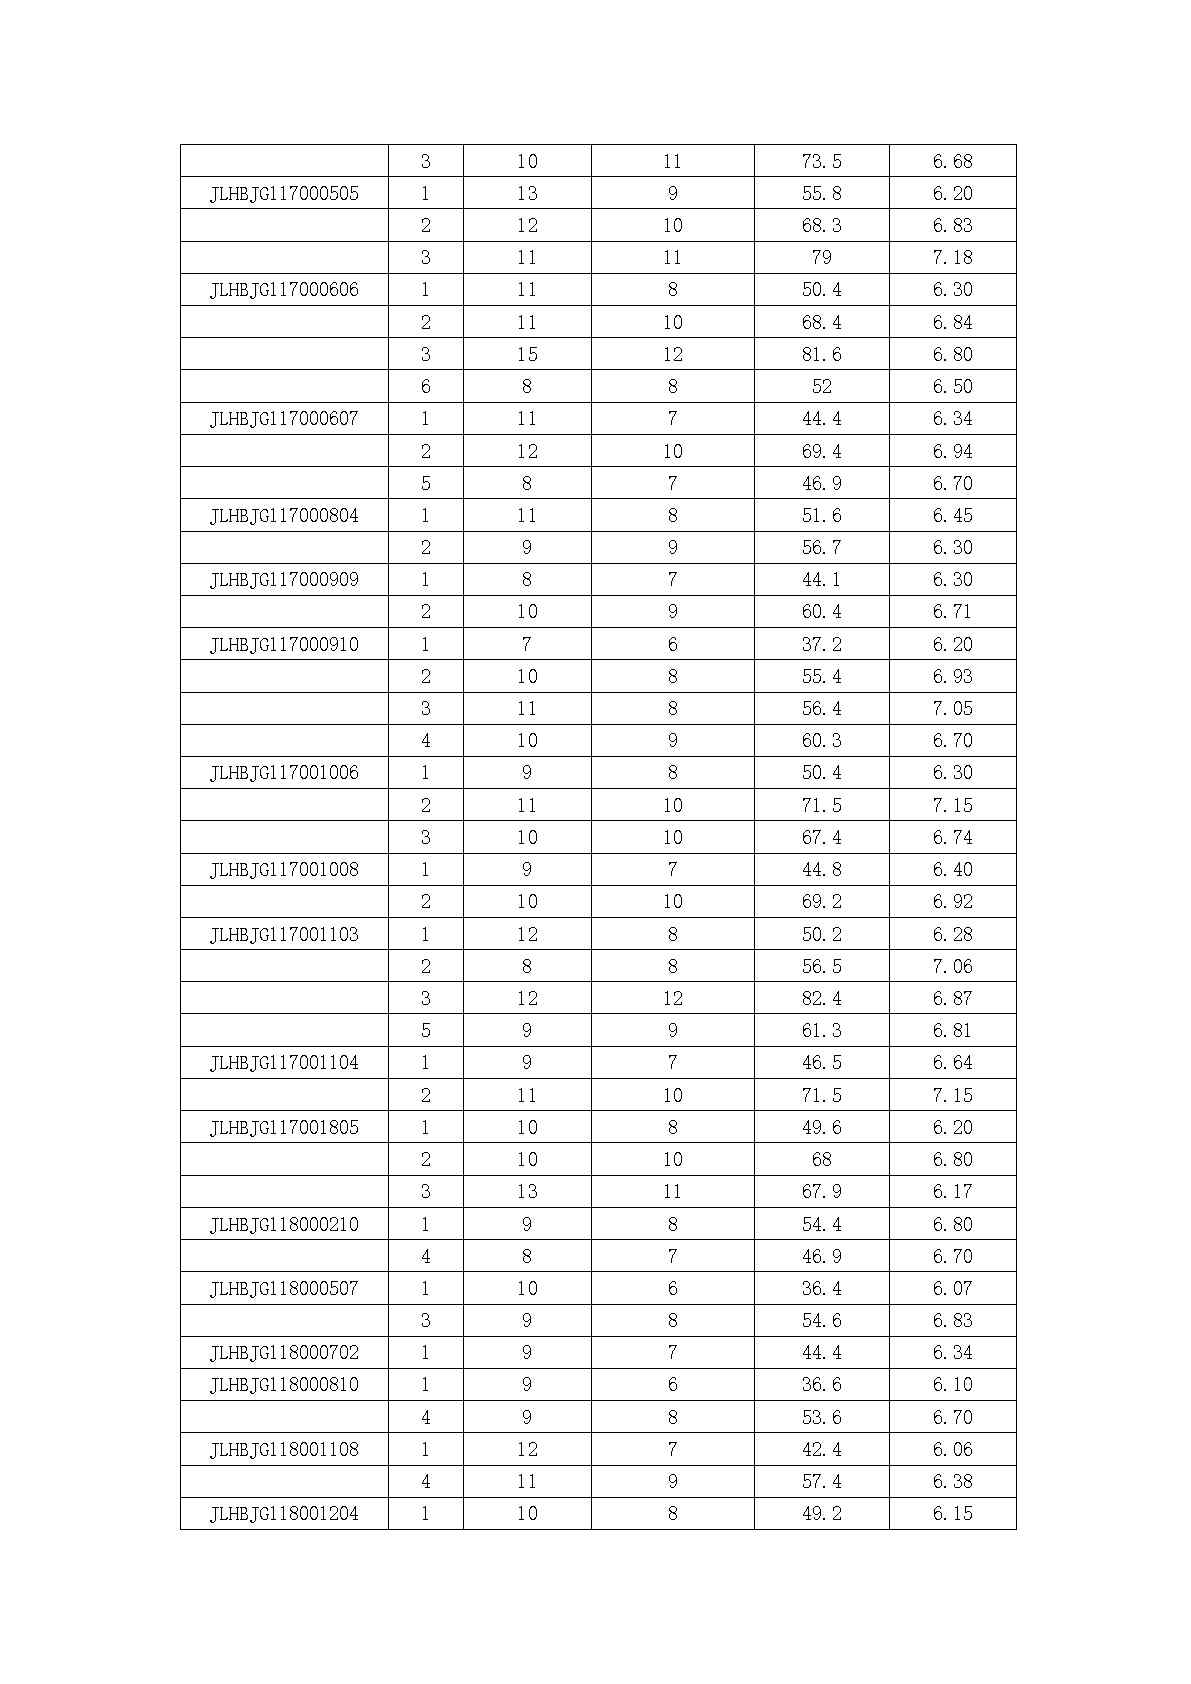 3 10 11 73.5 6.68
JLHBJG117000505 1 13 9 55.8 6.20
2 12 10 68.3 6.83
3 11 11 79 7.18
JLHBJG117000606 1 11 8 50.4 6.30
2 11 10 68.4 6.84
3 15 12 81.6 6.80
6 8 8 52 6.50
JLHBJG117000607 1 11 7 44.4 6.34
2 12 10 69.4 6.94
5 8 7 46.9 6.70
JLHBJG117000804 1 11 8 51.6 6.45
2 9 9 56.7 6.30
JLHBJG117000909 1 8 7 44.1 6.30
2 10 9 60.4 6.71
JLHBJG117000910 1 7 6 37.2 6.20
2 10 8 55.4 6.93
3 11 8 56.4 7.05
4 10 9 60.3 6.70
JLHBJG117001006 1 9 8 50.4 6.30
2 11 10 71.5 7.15
3 10 10 67.4 6.74
JLHBJG117001008 1 9 7 44.8 6.40
2 10 10 69.2 6.92
JLHBJG117001103 1 12 8 50.2 6.28
2 8 8 56.5 7.06
3 12 12 82.4 6.87
5 9 9 61.3 6.81
JLHBJG117001104 1 9 7 46.5 6.64
2 11 10 71.5 7.15
JLHBJG117001805 1 10 8 49.6 6.20
2 10 10 68 6.80
3 13 11 67.9 6.17
JLHBJG118000210 1 9 8 54.4 6.80
4 8 7 46.9 6.70
JLHBJG118000507 1 10 6 36.4 6.07
3 9 8 54.6 6.83
JLHBJG118000702 1 9 7 44.4 6.34
JLHBJG118000810 1 9 6 36.6 6.10
4 9 8 53.6 6.70
JLHBJG118001108 1 12 7 42.4 6.06
4 11 9 57.4 6.38
JLHBJG118001204 1 10 8 49.2 6.15